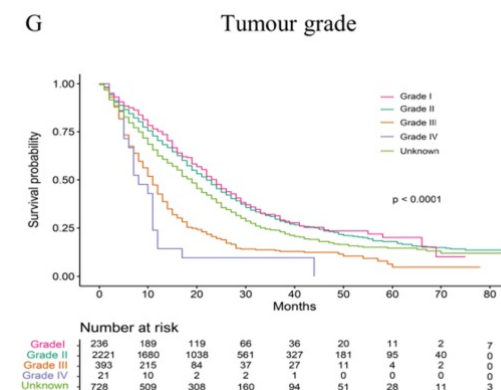 G Tumour grade
1.00
0.75
0.50
0.25
0.00
Survival probability
Grade I
Grade II
Grade III
Grade IV
Unknown
p < 0.0001
0 10 20 30 40 50 60 70 80
Months
Number at risk
GradeI 236 189 119 66 36 20 11 2 7
Grade II 2221 1680 1038 561 327 181 95 40 0
Grade III 393 215 84 37 27 11 4 2 0
Grade IV 21 10 2 2 1 0 0 0 0
Unknown 728 509 308 160 94 51 28 11 0